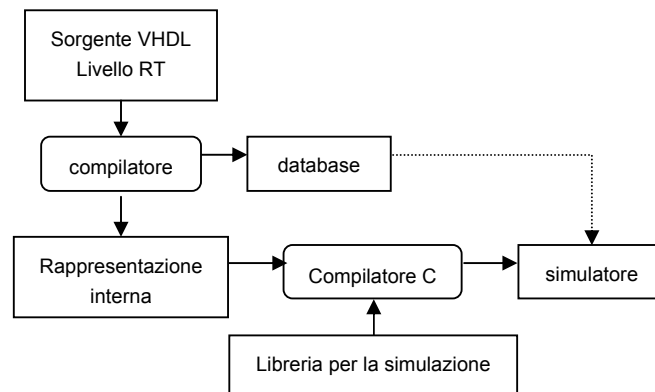 Sorgente VHDL
Livello RT
compilatore
database
Rappresentazione
interna
Compilatore C
simulatore
Libreria per la simulazione